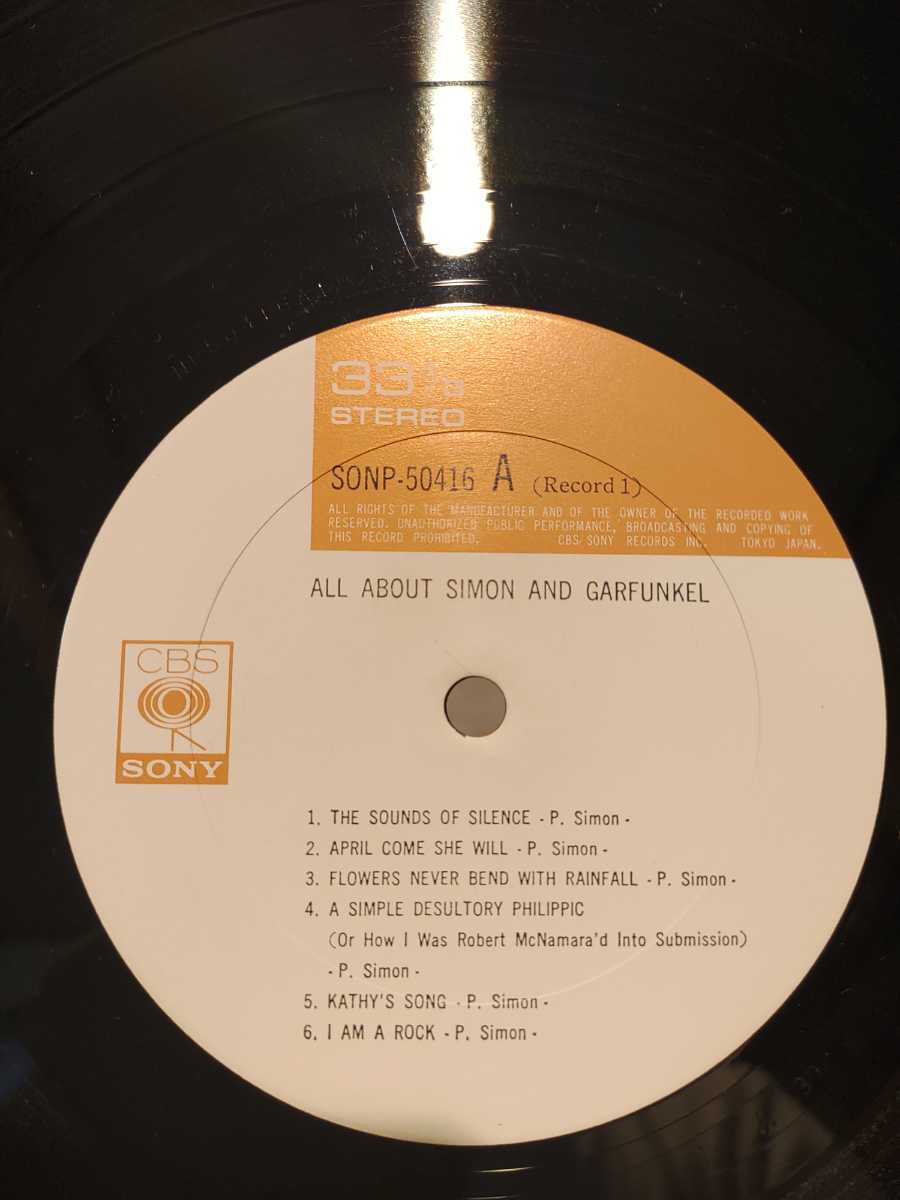 33 1/3
STEREO
SONP-50416 A (Record 1)
ALL RIGHTS OF THE MANUFACTURER AND OF THE OWNER OF THE RECORDED WORK
RESERVED. UNAUTHORIZED PUBLIC PERFORMANCE, BROADCASTING AND COPYING OF
THIS RECORD PROHIBITED. CBS/SONY RECORDS INC. TOKYO JAPAN.
ALL ABOUT SIMON AND GARFUNKEL
CBS
SONY
1. THE SOUNDS OF SILENCE - P. Simon -
2. APRIL COME SHE WILL - P. Simon -
3. FLOWERS NEVER BEND WITH RAINFALL - P. Simon -
4. A SIMPLE DESULTORY PHILIPPIC
(Or How I Was Robert McNamara'd Into Submission)
- P. Simon -
5. KATHY'S SONG - P. Simon -
6. I AM A ROCK - P. Simon -